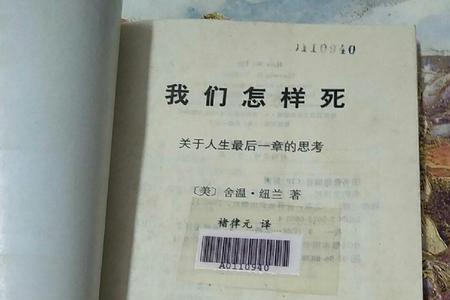 A110940
我们怎样死
关于人生最后一章的思考
〔美〕舍温·纽兰 著
褚律元 译
A0110940